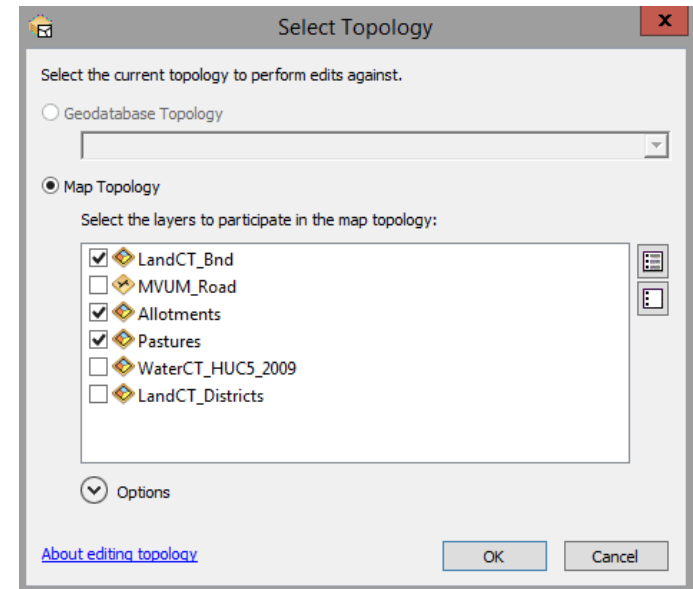 Select Topology
x
Select the current topology to perform edits against.
Geodatabase Topology
Map Topology
Select the layers to participate in the map topology:
LandCT_Bnd
MVUM_Road
Allotments
Pastures
WaterCT_HUC5_2009
LandCT_Districts
Options
About editing topology
OK
Cancel